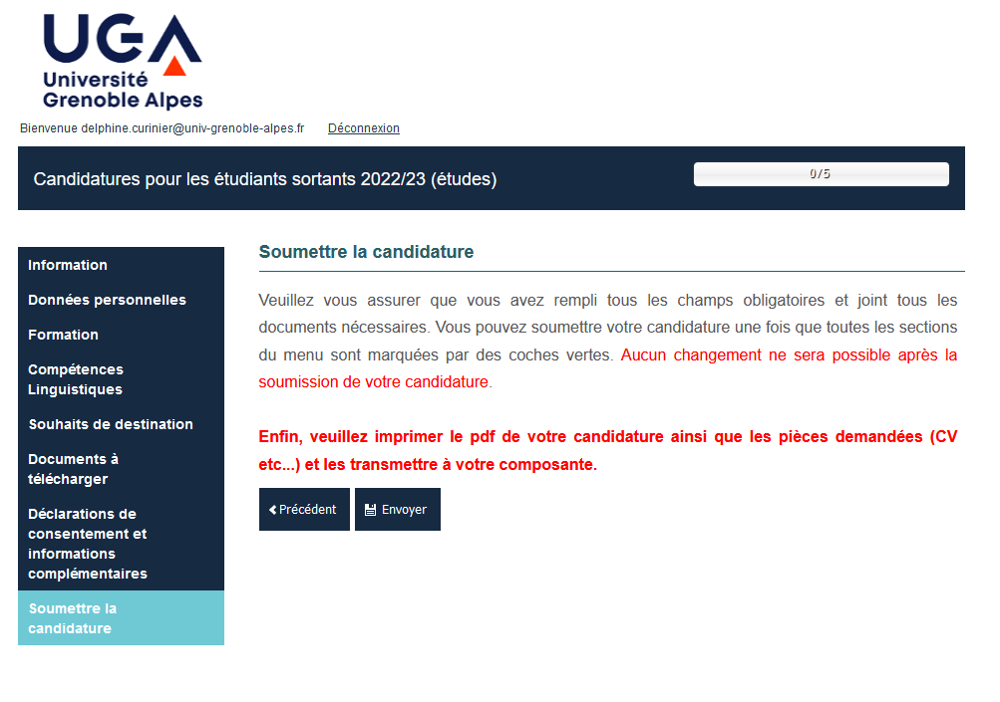 UGA
Université
Grenoble Alpes
Bienvenue delphine.curinier@univ-grenoble-alpes.fr Déconnexion
Candidatures pour les étudiants sortants 2022/23 (études)
0/5
Information
Données personnelles
Formation
Compétences
Linguistiques
Souhaits de destination
Documents à
télécharger
Déclarations de
consentement et
informations
complémentaires
Soumettre la
candidature
Soumettre la candidature
Veuillez vous assurer que vous avez rempli tous les champs obligatoires et joint tous les
documents nécessaires. Vous pouvez soumettre votre candidature une fois que toutes les sections
du menu sont marquées par des coches vertes. Aucun changement ne sera possible après la
soumission de votre candidature.
Enfin, veuillez imprimer le pdf de votre candidature ainsi que les pièces demandées (CV
etc...) et les transmettre à votre composante.
Précédent Envoyer